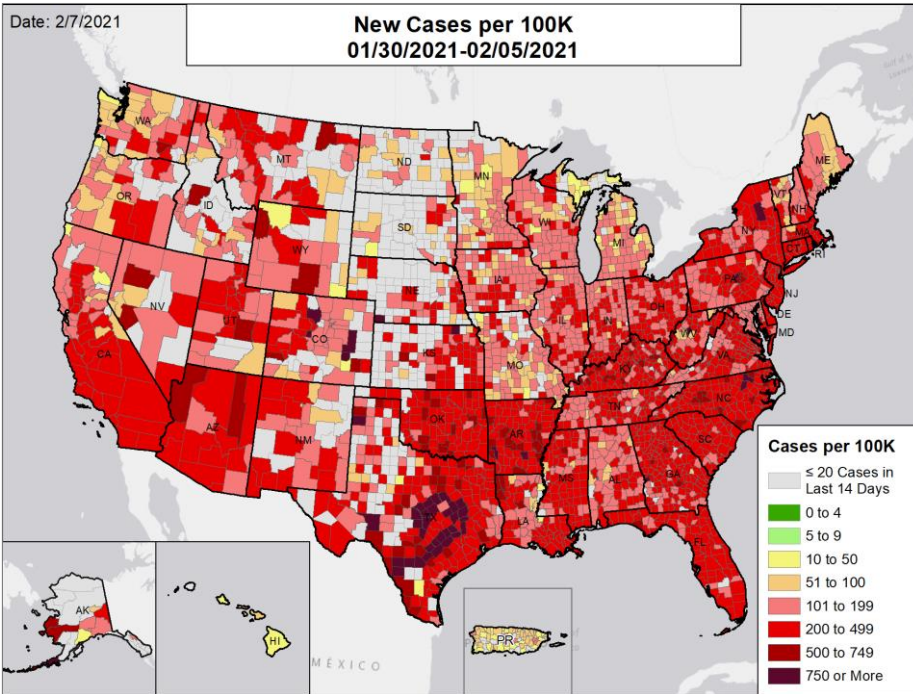 Date: 2/7/2021
New Cases per 100K
01/30/2021-02/05/2021
WA
MT
ND
MN
ME
OR
ID
SD
WI
VT
NH
WY
MI
NY
MA
CT
RI
NE
IA
PA
NJ
NV
UT
CO
IL
IN
OH
DE
MD
WV
CA
KS
MO
KY
VA
AZ
NM
OK
AR
TN
NC
SC
MS
AL
GA
LA
FL
AK
HI
PR
MÉXICO
Cases per 100K
≤ 20 Cases in
Last 14 Days
0 to 4
5 to 9
10 to 50
51 to 100
101 to 199
200 to 499
500 to 749
750 or More